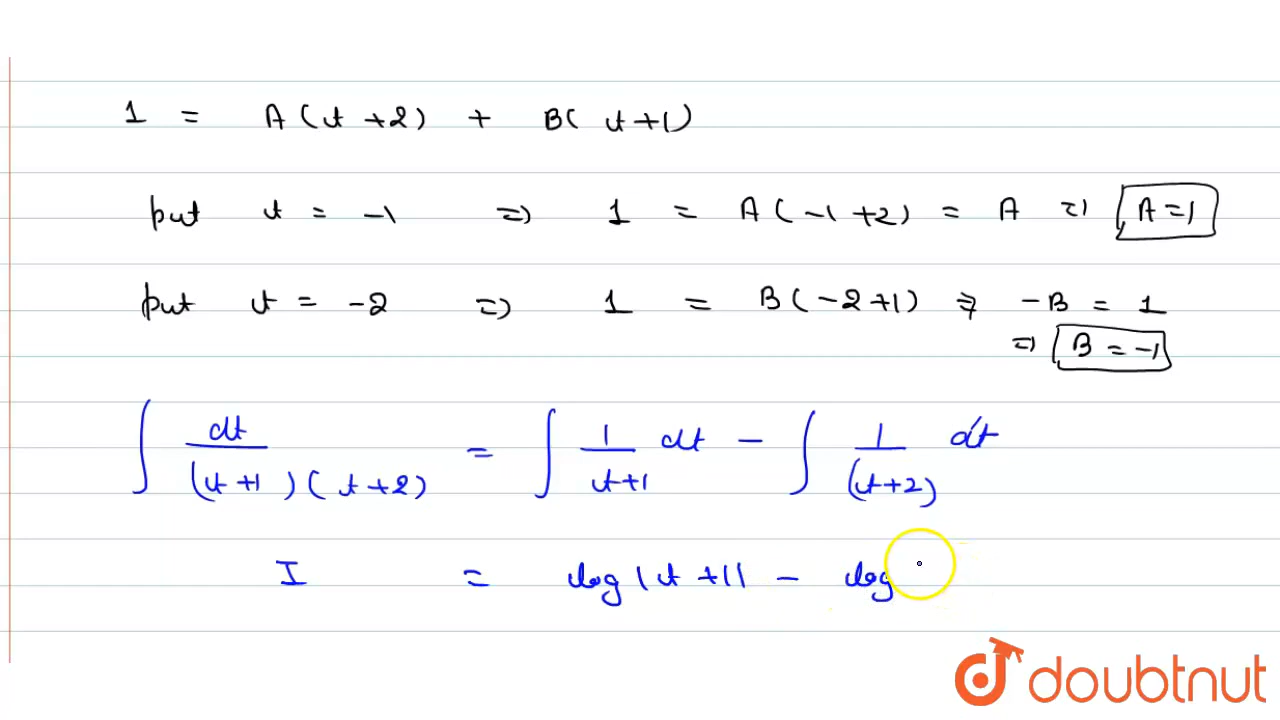 1 = A(t+2) + B(t+1)
put t = -1 ⇒ 1 = A(-1+2) = A ⇒ A=1
put t = -2 ⇒ 1 = B(-2+1) ⇒ -B = 1
⇒ B = -1
∫ dt/((t+1)(t+2)) = ∫ 1/(t+1) dt - ∫ 1/(t+2) dt
I = log|t+1| - log
doubtnut